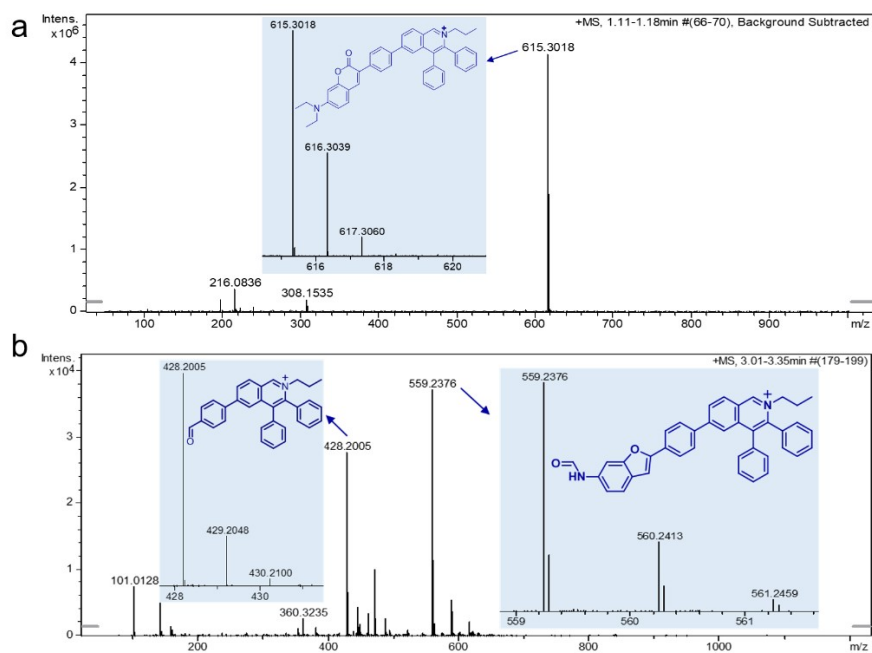 a
Intens.
x10⁶
+MS, 1.11-1.18min #(66-70), Background Subtracted
615.3018
615.3018
616.3039
617.3060
O
O
N
N
+
616
618
620
4
3
2
1
0
216.0836
308.1535
100
200
300
400
500
600
700
800
900
m/z
b
Intens.
x10⁴
+MS, 3.01-3.35min #(179-199)
428.2005
559.2376
559.2376
428.2005
N
+
O
O
NH
O
N
+
429.2048
430.2100
428
430
560.2413
561.2459
559
560
561
3
2
1
0
101.0128
360.3235
200
400
600
800
1000
m/z